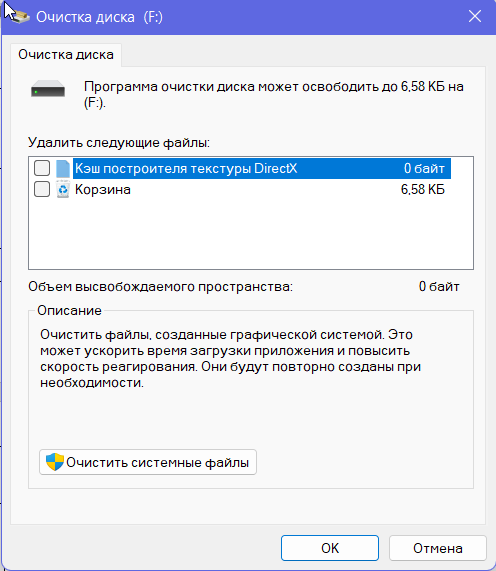 Очистка диска  (F:)
Очистка диска
Программа очистки диска может освободить до 6,58 КБ на
(F:).
Удалить следующие файлы:
Кэш построителя текстуры DirectX 0 байт
Корзина 6,58 КБ
Объем высвобождаемого пространства: 0 байт
Описание
Очистить файлы, созданные графической системой. Это
может ускорить время загрузки приложения и повысить
скорость реагирования. Они будут повторно созданы при
необходимости.
Очистить системные файлы
ОК Отмена